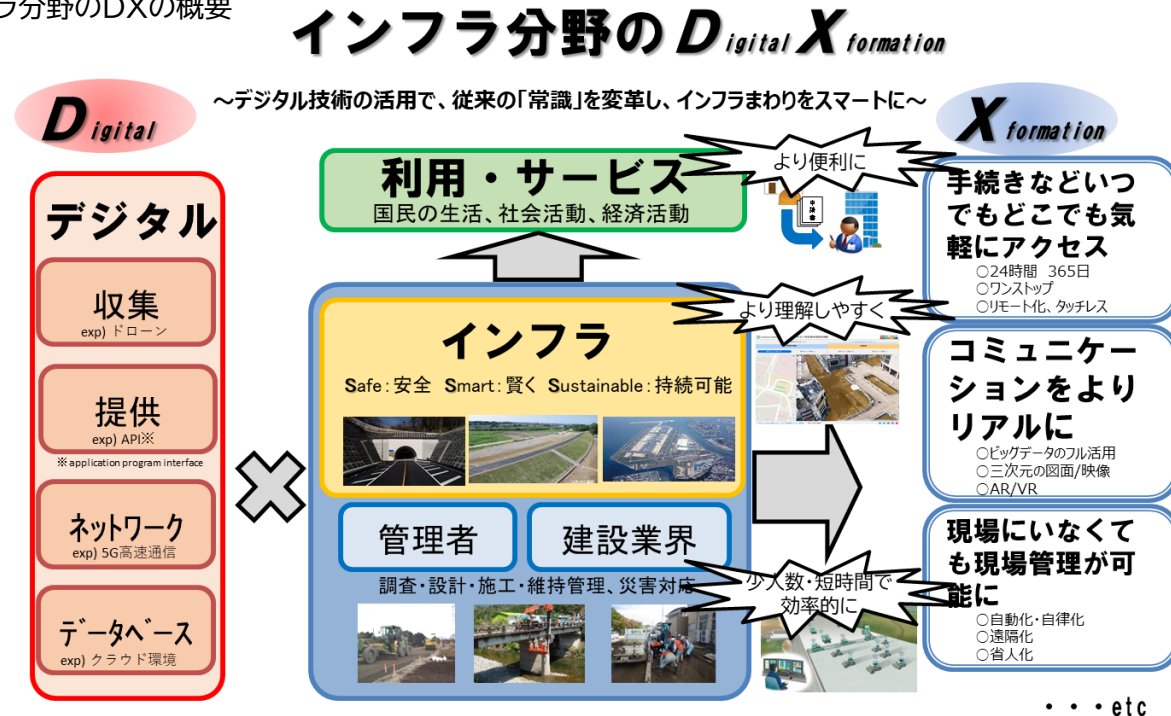 ラ分野のDXの概要
インフラ分野のDigital Xformation
～デジタル技術の活用で、従来の「常識」を変革し、インフラまわりをスマートに～
Digital
デジタル
収集
exp) ドローン
提供
exp) API※
※application program interface
ネットワーク
exp) 5G高速通信
データベース
exp) クラウド環境
利用・サービス
国民の生活、社会活動、経済活動
インフラ
Safe：安全 Smart：賢く Sustainable：持続可能
管理者
建設業界
調査・設計・施工・維持管理、災害対応
より便利に
申請書
より理解しやすく
少人数・短時間で
効率的に
Xformation
手続きなどいつ
でもどこでも気
軽にアクセス
○24時間 365日
○ワンストップ
○リモート化、タッチレス
コミュニケー
ションをより
リアルに
○ビッグデータのフル活用
○三次元の図面/映像
○AR/VR
現場にいなくて
も現場管理が可
能に
○自動化・自律化
○遠隔化
○省人化
・・・etc